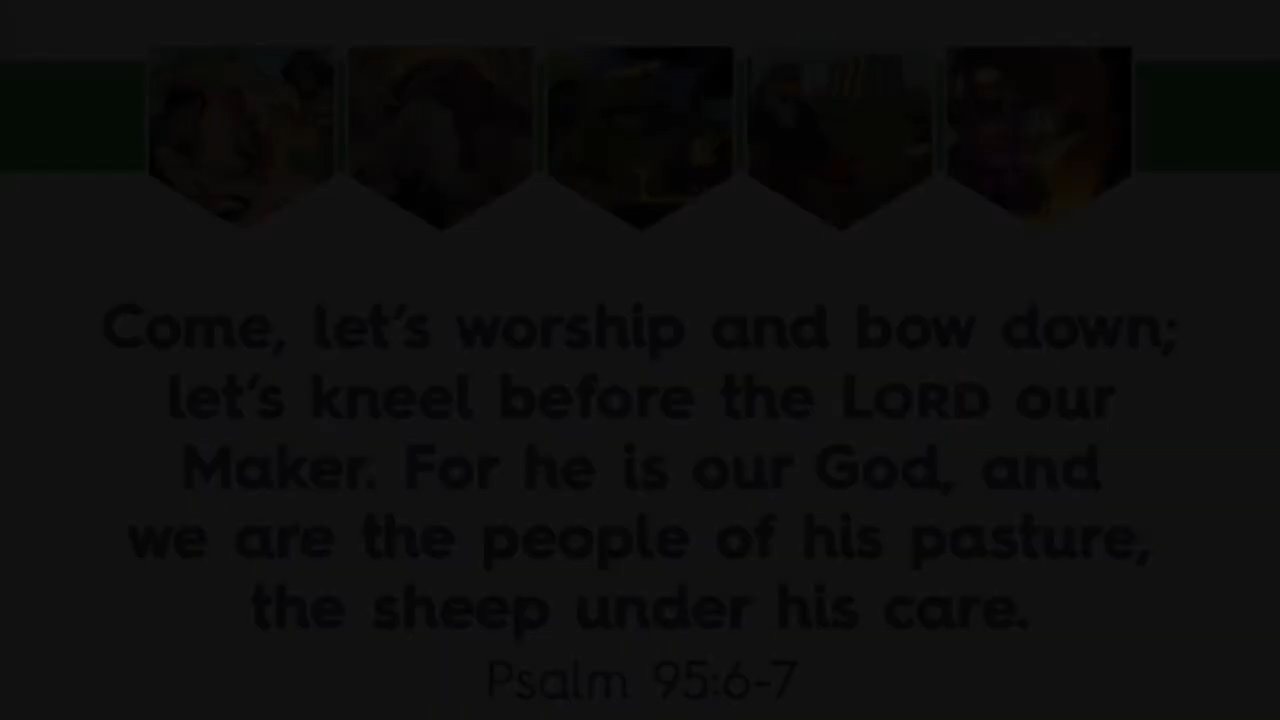 Come, let's worship and bow down;
let's kneel before the LORD our
Maker. For he is our God, and
we are the people of his pasture,
the sheep under his care.
Psalm 95:6-7